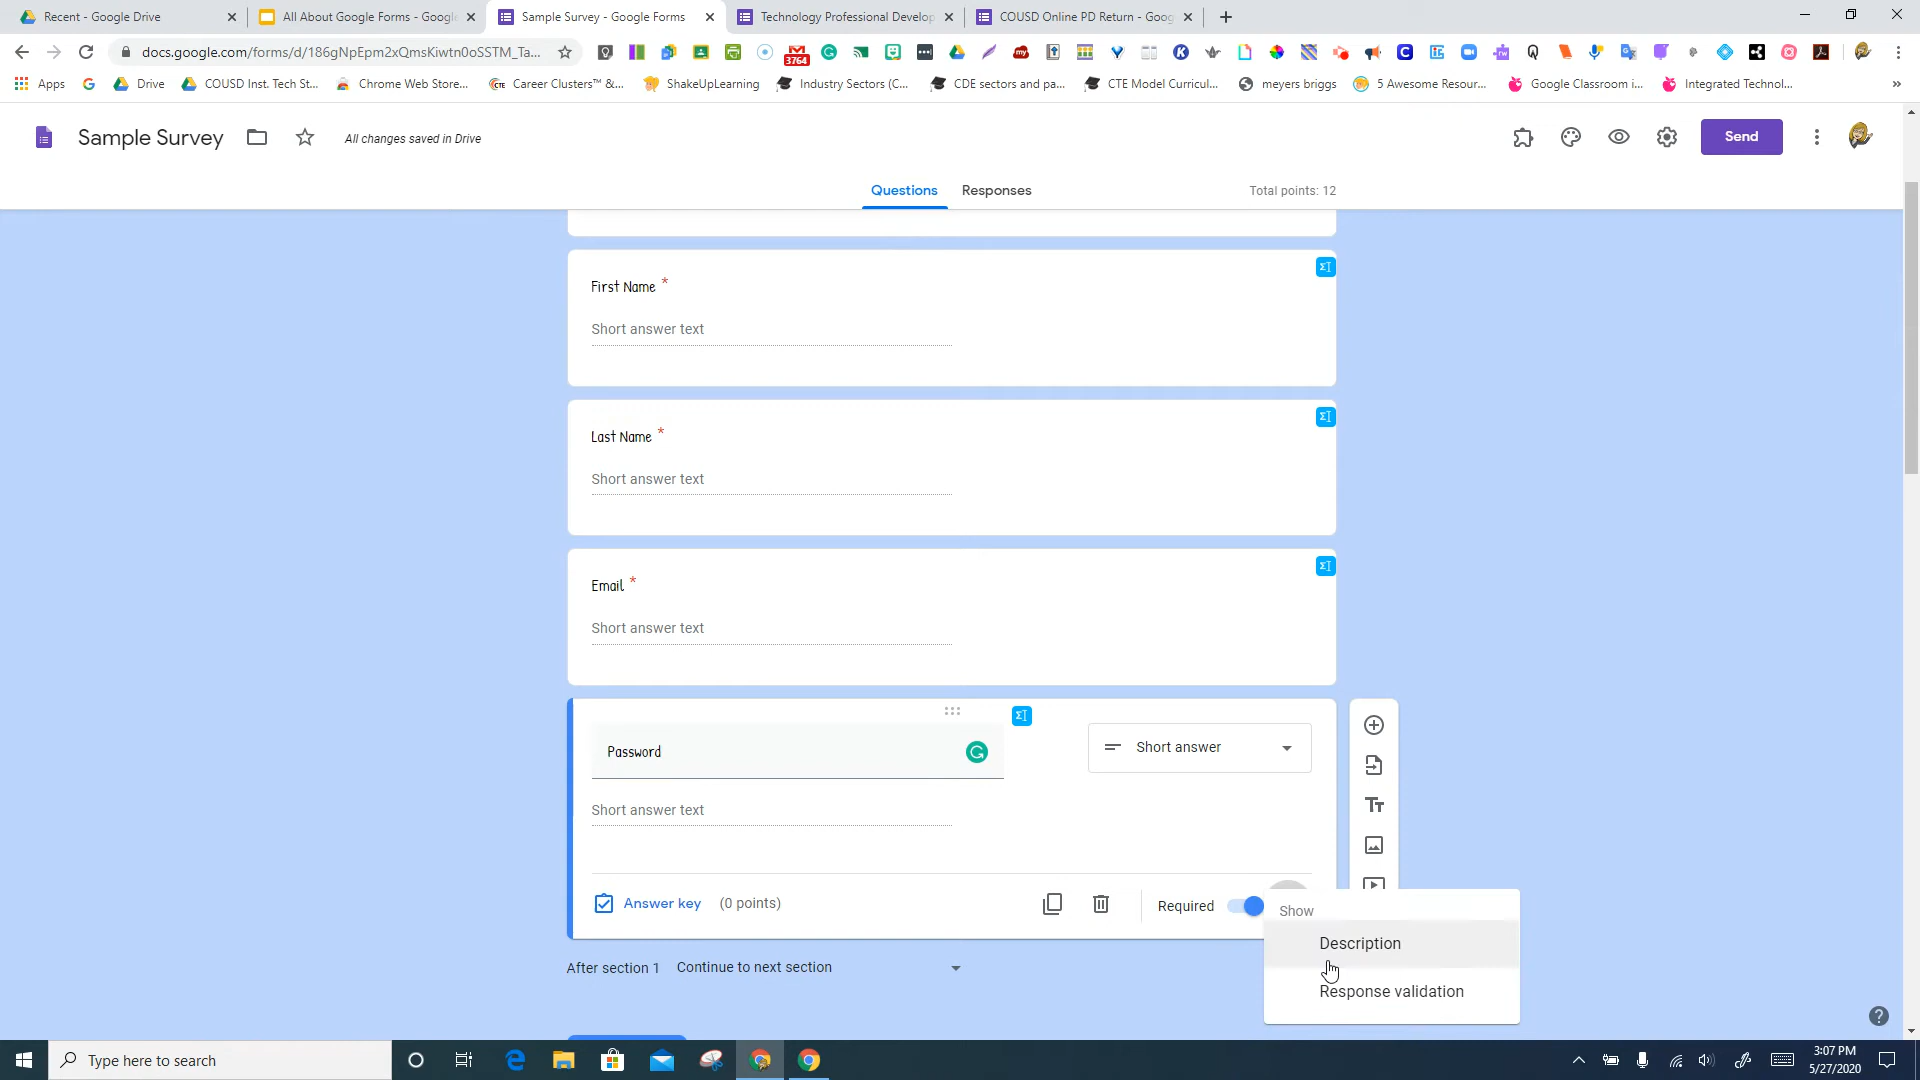 Recent - Google Drive
All About Google Forms - Google
Sample Survey - Google Forms
Technology Professional Develop
COUSD Online PD Return - Goog
docs.google.com/forms/d/186gNpEpm2xQmsKiwtn0oSSTM_Ta...
3764
Apps
Drive
COUSD Inst. Tech St...
Chrome Web Store...
Career Clusters™ &...
ShakeUpLearning
Industry Sectors (C...
CDE sectors and pa...
CTE Model Curricul...
meyers briggs
5 Awesome Resour...
Google Classroom i...
Integrated Technol...
»
Sample Survey
All changes saved in Drive
Send
Questions
Responses
Total points: 12
First Name *
Short answer text
Last Name *
Short answer text
Email *
Short answer text
Password
Short answer
Short answer text
Answer key
(0 points)
Required
Show
Description
Response validation
After section 1
Continue to next section
Type here to search
3:07 PM
5/27/2020